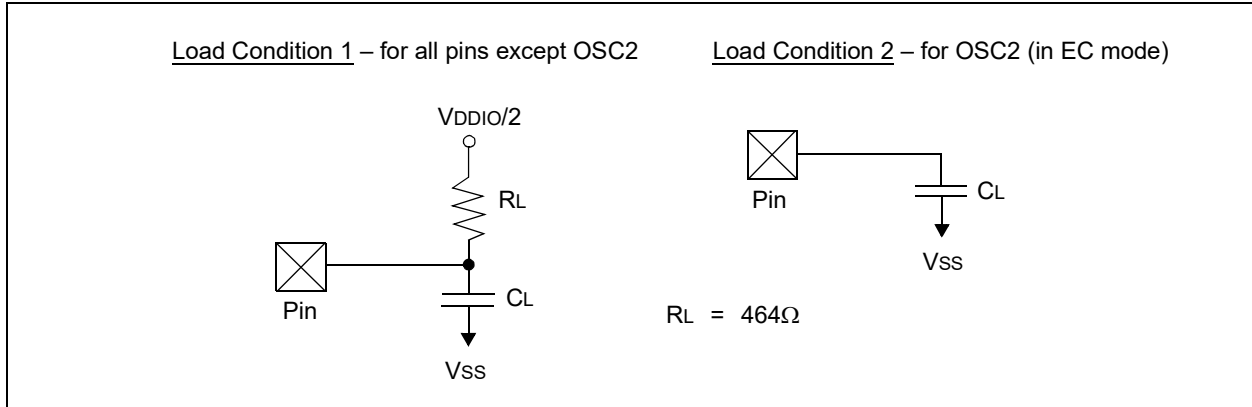 Load Condition 1 – for all pins except OSC2
VDDIO/2
RL
Pin
CL
VSS
Load Condition 2 – for OSC2 (in EC mode)
Pin
CL
VSS
RL = 464Ω